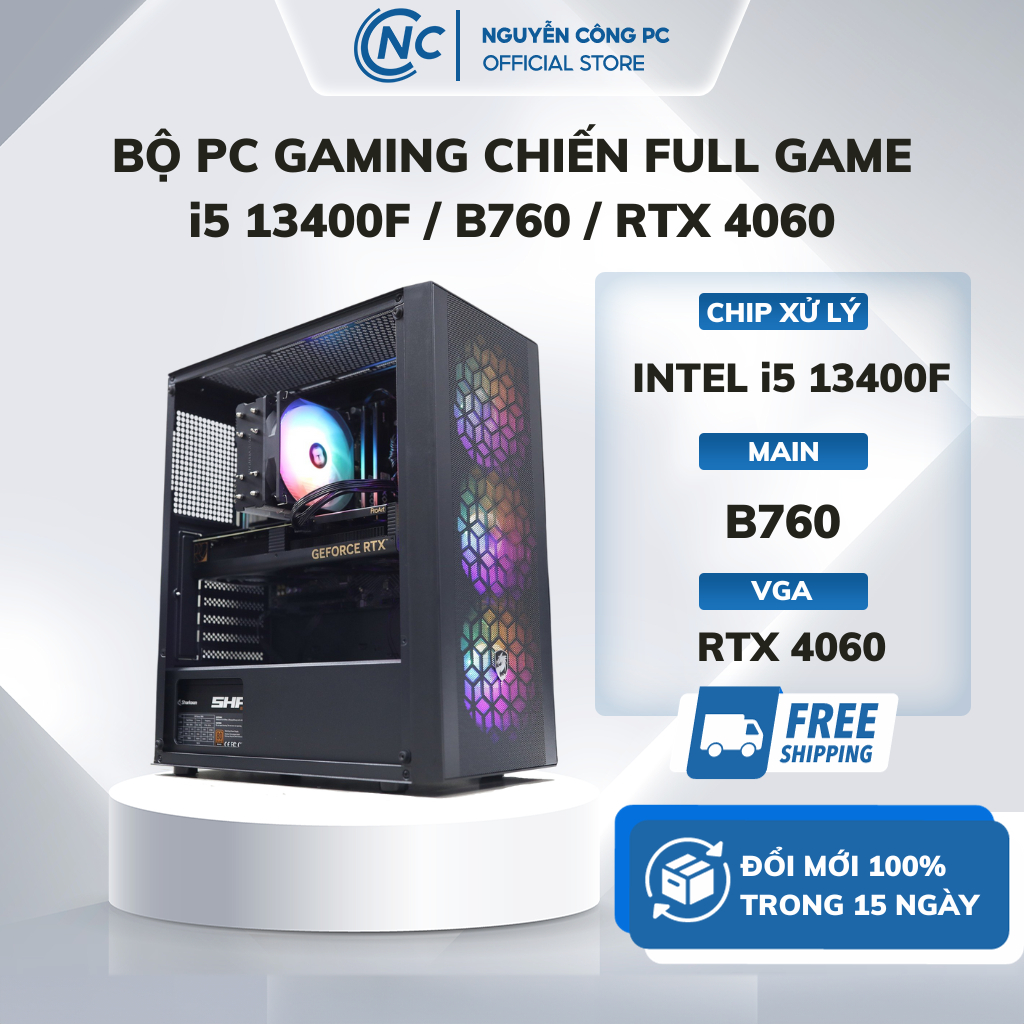 NC
NGUYỄN CÔNG PC
OFFICIAL STORE
BỘ PC GAMING CHIẾN FULL GAME
i5 13400F / B760 / RTX 4060
CHIP XỬ LÝ
INTEL i5 13400F
MAIN
B760
VGA
RTX 4060
ProArt
GEFORCE RTX
Sharkoon
FREE
SHIPPING
ĐỔI MỚI 100%
TRONG 15 NGÀY